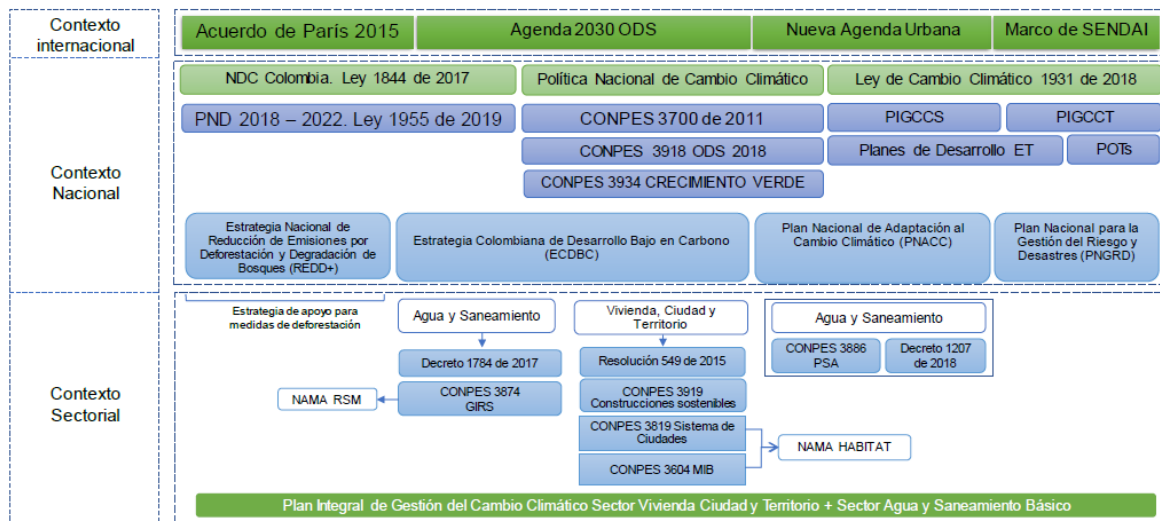 Contexto
internacional
Acuerdo de París 2015
Agenda 2030 ODS
Nueva Agenda Urbana
Marco de SENDAI
Contexto
Nacional
NDC Colombia. Ley 1844 de 2017
Política Nacional de Cambio Climático
Ley de Cambio Climático 1931 de 2018
PND 2018 – 2022. Ley 1955 de 2019
CONPES 3700 de 2011
PIGCCS
PIGCCT
CONPES 3918 ODS 2018
Planes de Desarrollo ET
POTs
CONPES 3934 CRECIMIENTO VERDE
Estrategia Nacional de
Reducción de Emisiones por
Deforestación y Degradación de
Bosques (REDD+)
Estrategia Colombiana de Desarrollo Bajo en Carbono
(ECDBC)
Plan Nacional de Adaptación al
Cambio Climático (PNACC)
Plan Nacional para la
Gestión del Riesgo y
Desastres (PNGRD)
Contexto
Sectorial
Estrategia de apoyo para
medidas de deforestación
Agua y Saneamiento
Decreto 1784 de 2017
CONPES 3874
GIRS
NAMA RSM
Vivienda, Ciudad y
Territorio
Resolución 549 de 2015
CONPES 3919
Construcciones sostenibles
CONPES 3819 Sistema de
Ciudades
CONPES 3604 MIB
NAMA HABITAT
Agua y Saneamiento
CONPES 3886
PSA
Decreto 1207
de 2018
Plan Integral de Gestión del Cambio Climático Sector Vivienda Ciudad y Territorio + Sector Agua y Saneamiento Básico